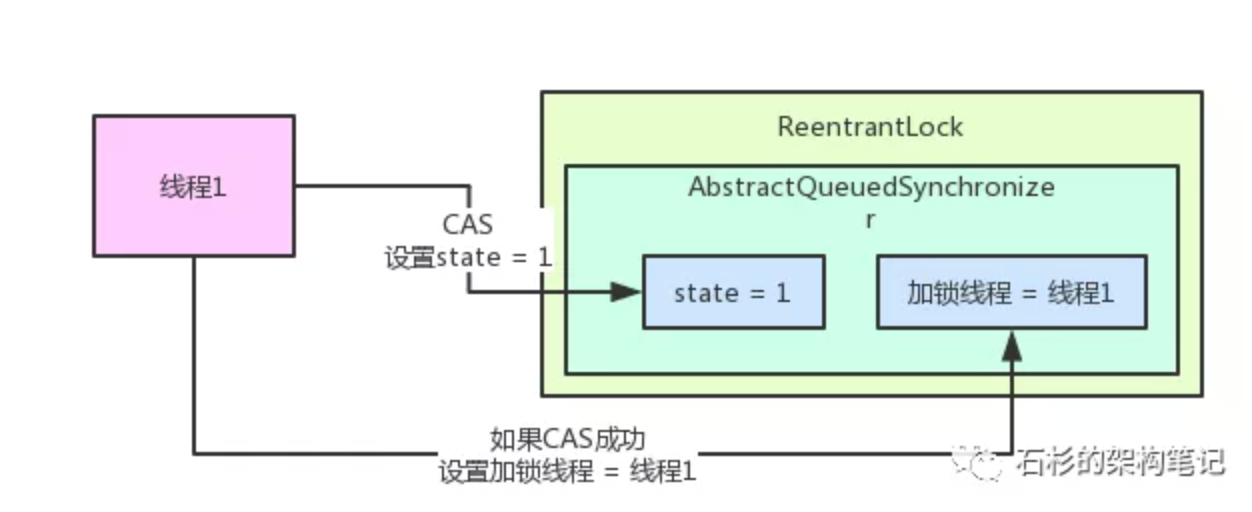 ReentrantLock
线程1
AbstractQueuedSynchronize
r
CAS
设置state = 1
state = 1
加锁线程 = 线程1
如果CAS成功
设置加锁线程 = 线程1
石杉的架构笔记